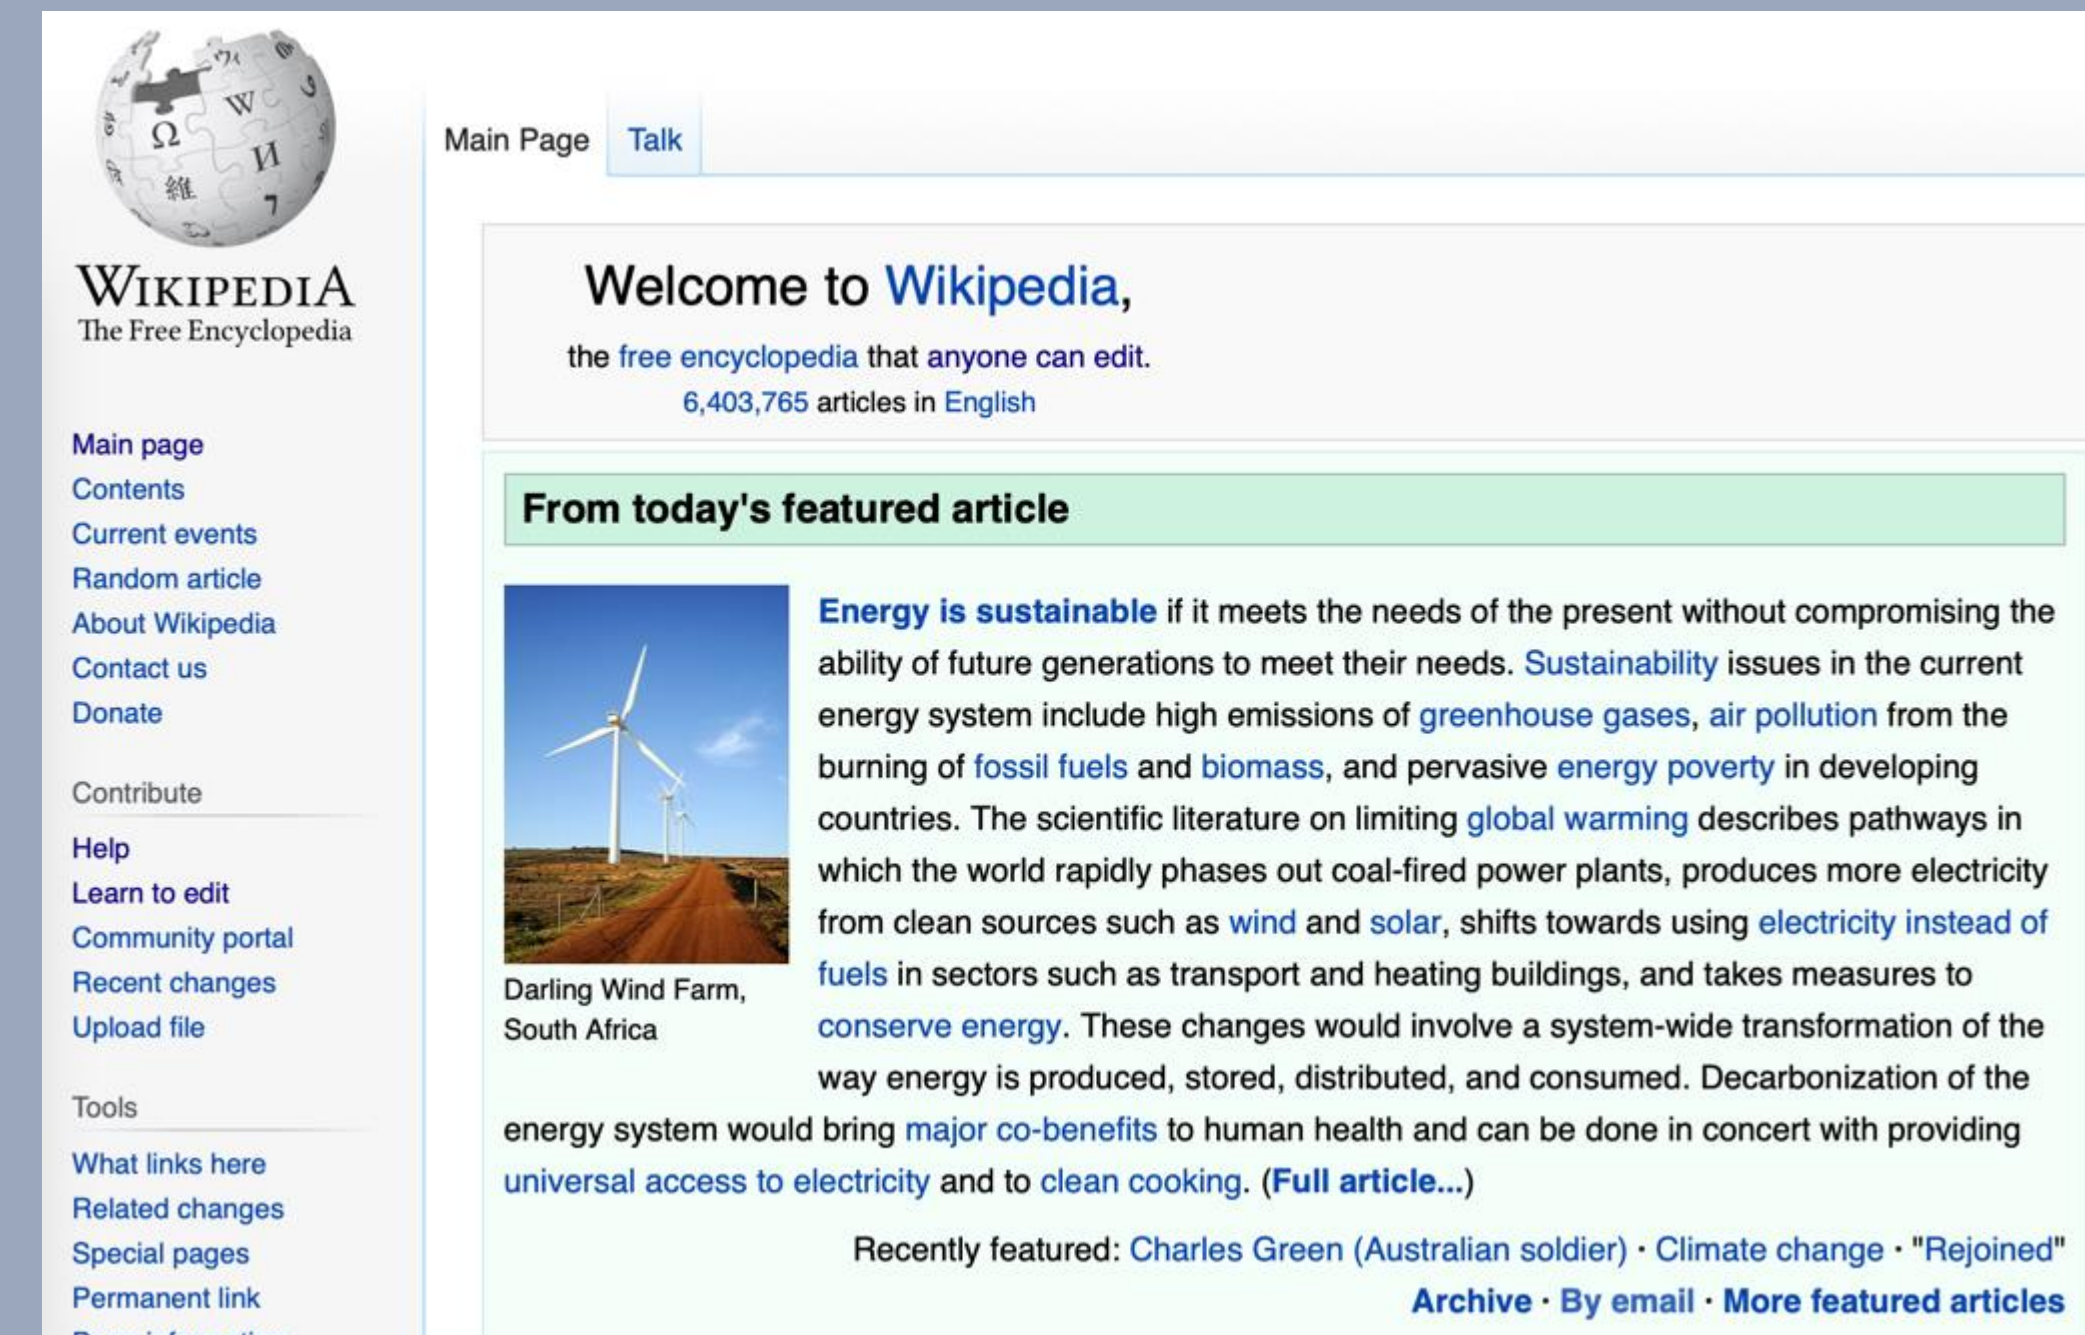 WIKIPEDIA
The Free Encyclopedia
Main page
Contents
Current events
Random article
About Wikipedia
Contact us
Donate
Contribute
Help
Learn to edit
Community portal
Recent changes
Upload file
Tools
What links here
Related changes
Special pages
Permanent link
Main Page
Talk
Welcome to Wikipedia,
the free encyclopedia that anyone can edit.
6,403,765 articles in English
From today's featured article
Darling Wind Farm,
South Africa
Energy is sustainable if it meets the needs of the present without compromising the
ability of future generations to meet their needs. Sustainability issues in the current
energy system include high emissions of greenhouse gases, air pollution from the
burning of fossil fuels and biomass, and pervasive energy poverty in developing
countries. The scientific literature on limiting global warming describes pathways in
which the world rapidly phases out coal-fired power plants, produces more electricity
from clean sources such as wind and solar, shifts towards using electricity instead of
fuels in sectors such as transport and heating buildings, and takes measures to
conserve energy. These changes would involve a system-wide transformation of the
way energy is produced, stored, distributed, and consumed. Decarbonization of the
energy system would bring major co-benefits to human health and can be done in concert with providing
universal access to electricity and to clean cooking. (Full article...)
Recently featured: Charles Green (Australian soldier) · Climate change · "Rejoined"
Archive · By email · More featured articles